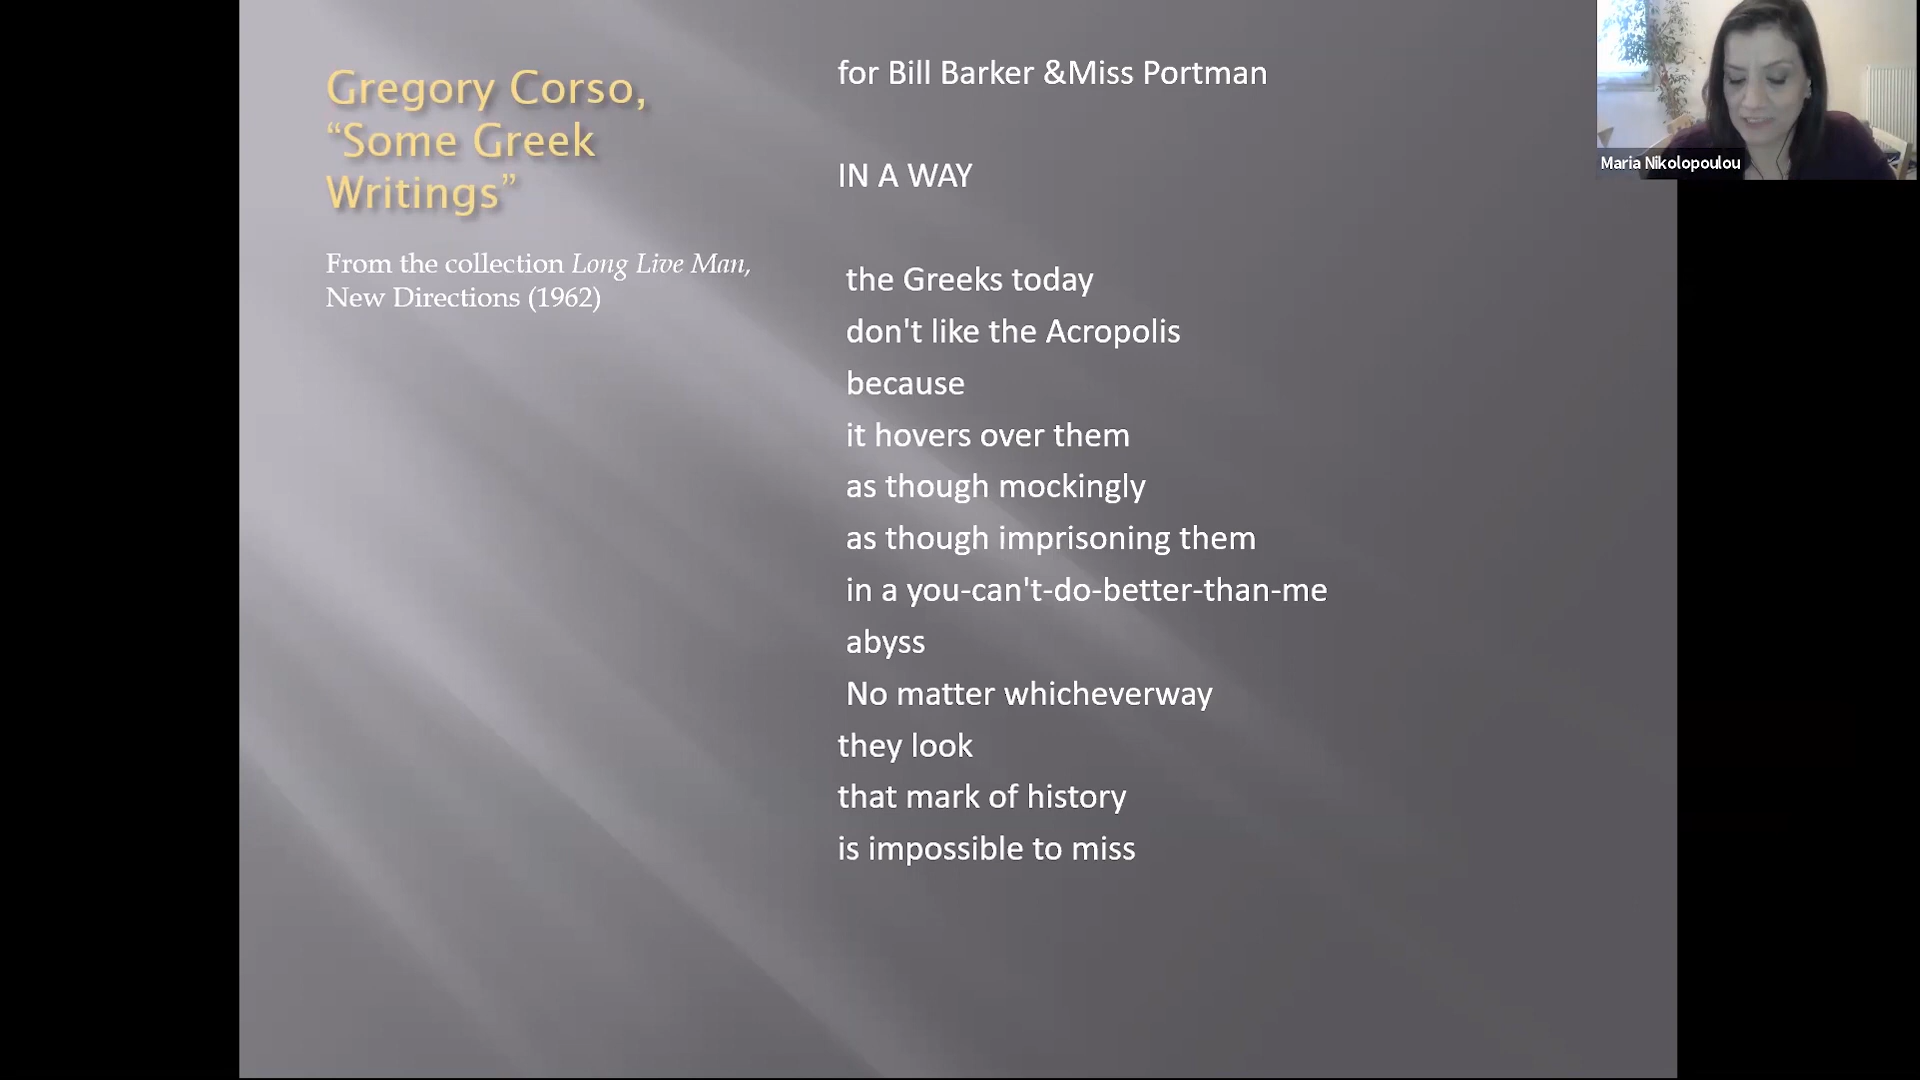 Gregory Corso,
“Some Greek
Writings”
From the collection Long Live Man,
New Directions (1962)
for Bill Barker &Miss Portman
IN A WAY
the Greeks today
don't like the Acropolis
because
it hovers over them
as though mockingly
as though imprisoning them
in a you-can't-do-better-than-me
abyss
No matter whicheverway
they look
that mark of history
is impossible to miss
Maria Nikolopoulou